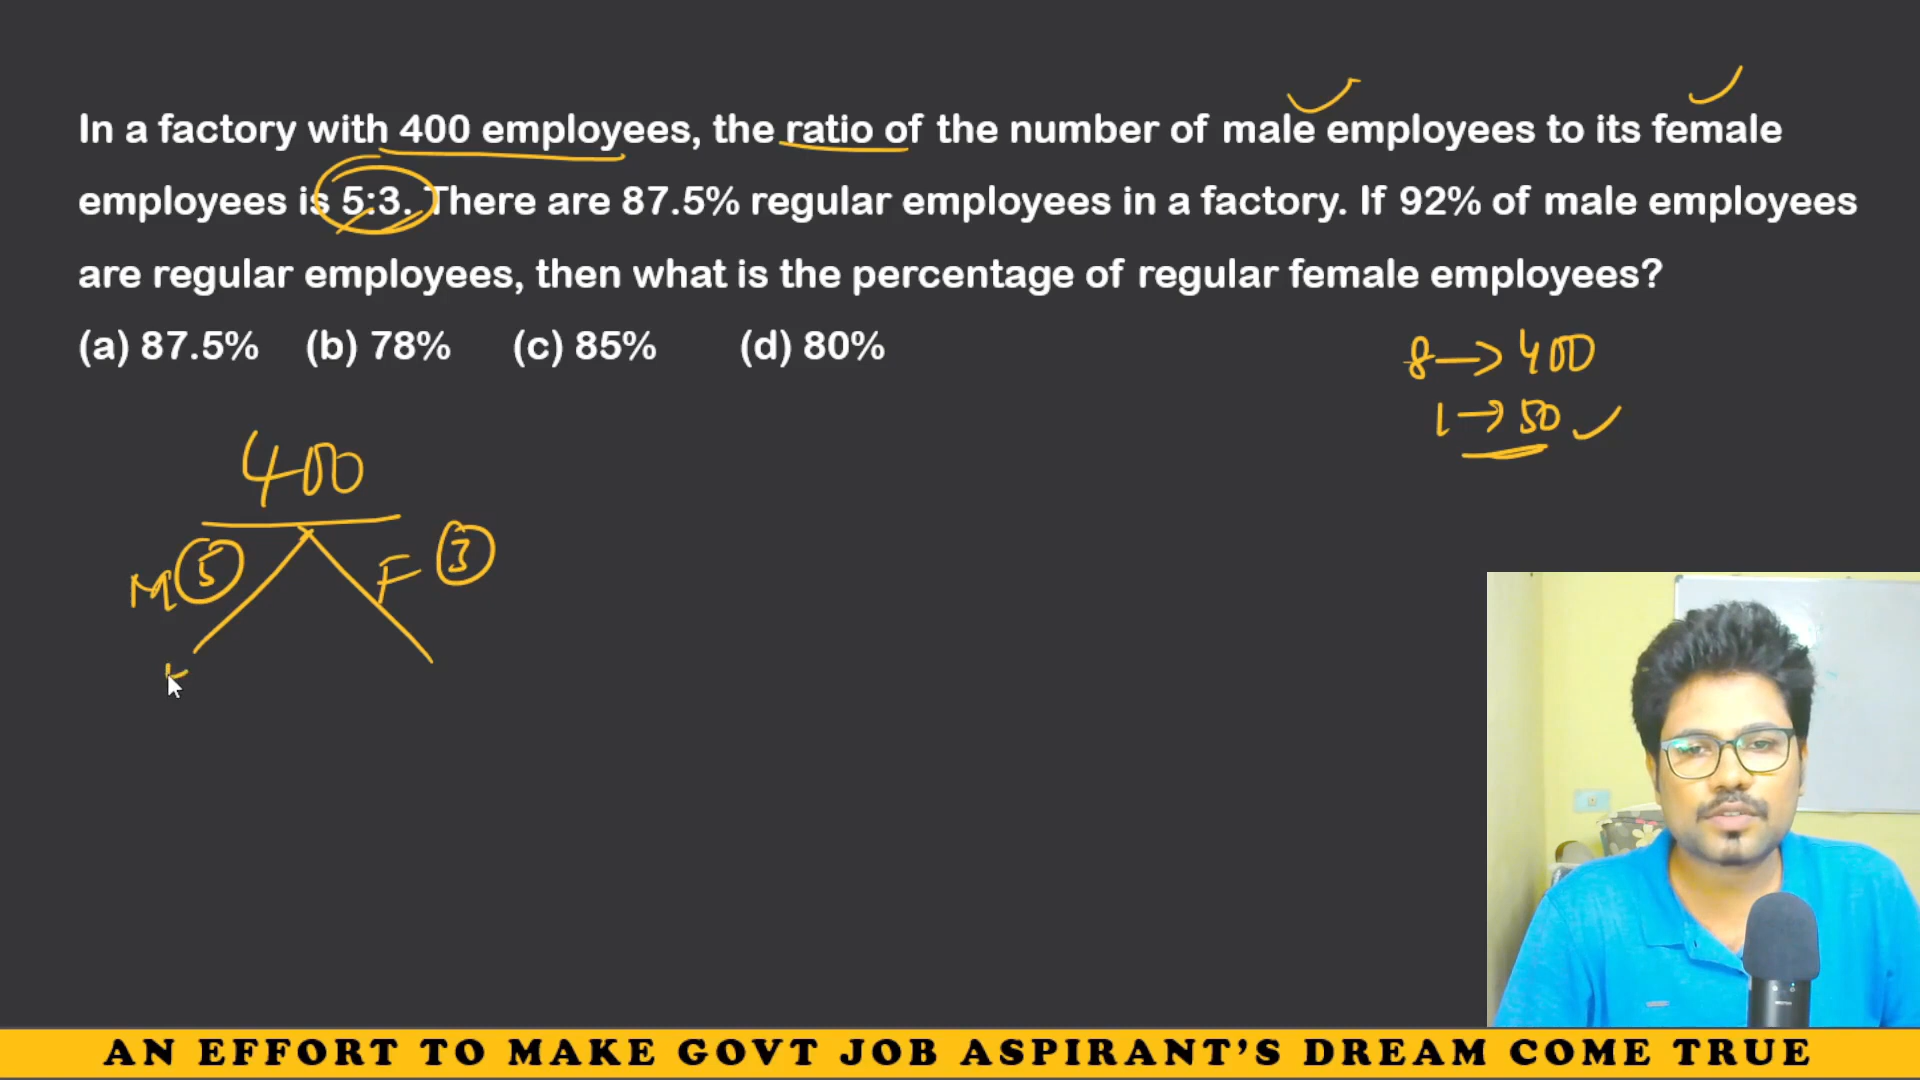 In a factory with 400 employees, the ratio of the number of male employees to its female
employees is 5:3. There are 87.5% regular employees in a factory. If 92% of male employees
are regular employees, then what is the percentage of regular female employees?
(a) 87.5% (b) 78% (c) 85% (d) 80%
8 → 400
1 → 50
400
M 5 F 3
AN EFFORT TO MAKE GOVT JOB ASPIRANT'S DREAM COME TRUE